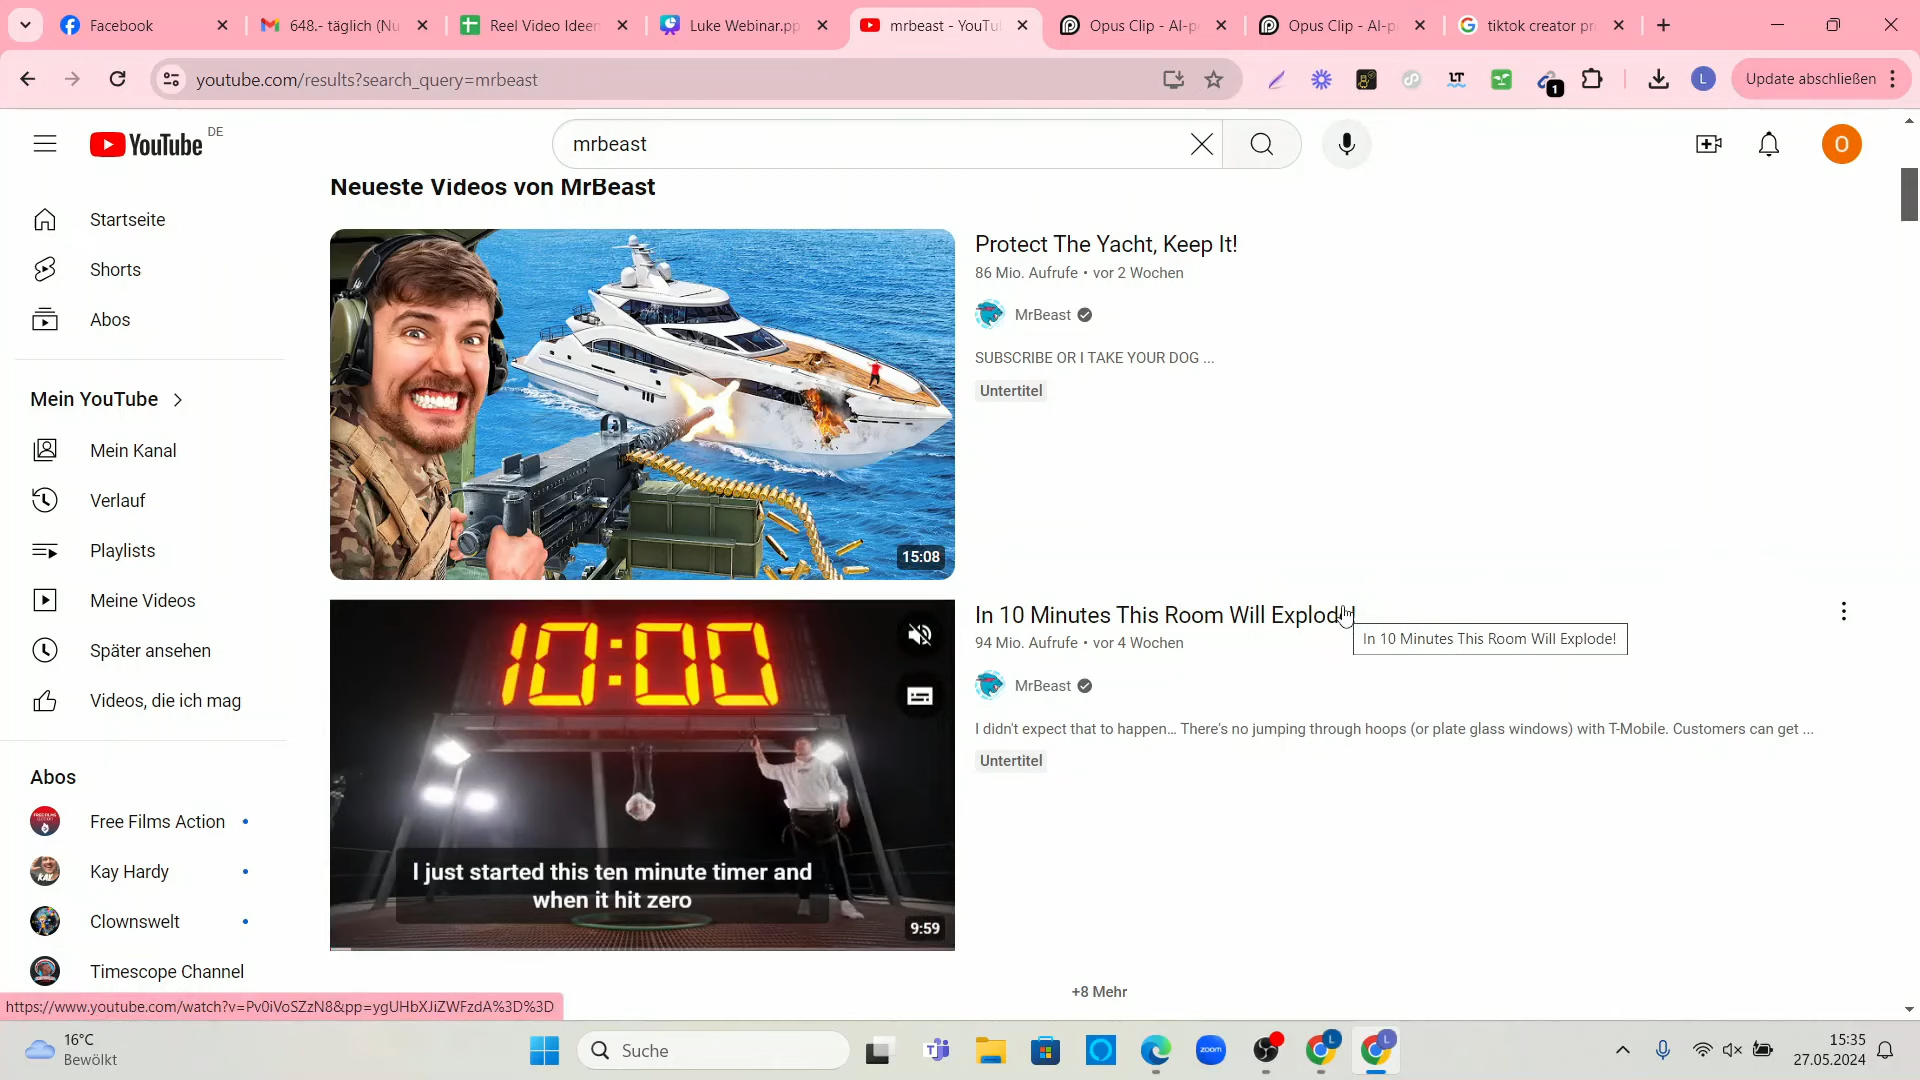 Facebook
648.- täglich (Nu
Reel Video Ideen
Luke Webinar.pp
mrbeast - YouTu
Opus Clip - AI-p
Opus Clip - AI-p
tiktok creator pr
youtube.com/results?search_query=mrbeast
1
L
Update abschließen
YouTube DE
mrbeast
O
Startseite
Shorts
Abos
Mein YouTube
Mein Kanal
Verlauf
Playlists
Meine Videos
Später ansehen
Videos, die ich mag
Abos
Free Films Action
Kay Hardy
Clownswelt
Timescope Channel
Neueste Videos von MrBeast
15:08
Protect The Yacht, Keep It!
86 Mio. Aufrufe • vor 2 Wochen
MrBeast
SUBSCRIBE OR I TAKE YOUR DOG ...
Untertitel
10:00
I just started this ten minute timer and
when it hit zero
9:59
In 10 Minutes This Room Will Explode!
In 10 Minutes This Room Will Explode!
94 Mio. Aufrufe • vor 4 Wochen
MrBeast
I didn't expect that to happen... There's no jumping through hoops (or plate glass windows) with T-Mobile. Customers can get ...
Untertitel
+8 Mehr
https://www.youtube.com/watch?v=Pv0iVoSZzN8&pp=ygUHbXJiZWFzdA%3D%3D
16°C
Bewölkt
Suche
zoom
L
L
15:35
27.05.2024